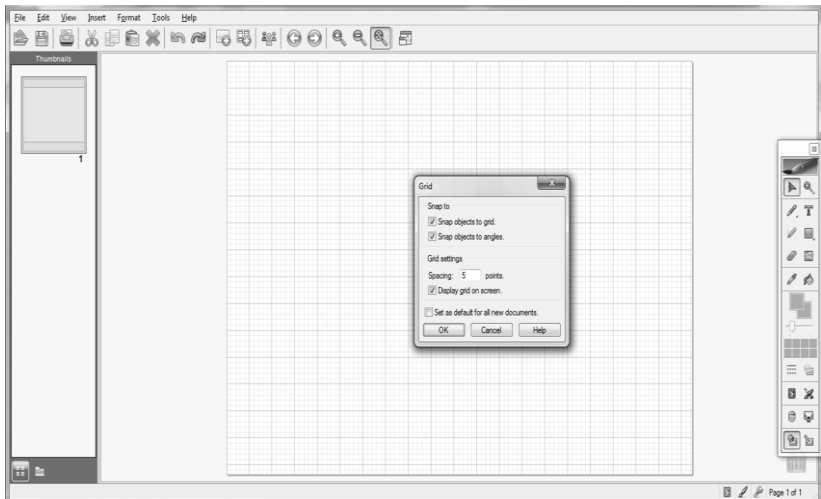 File Edit View Insert Format Tools Help
Thumbnails
1
Grid
Snap to
Snap objects to grid.
Snap objects to angles.
Grid settings
Spacing: 5 points.
Display grid on screen.
Set as default for all new documents.
OK Cancel Help
T
Page 1 of 1